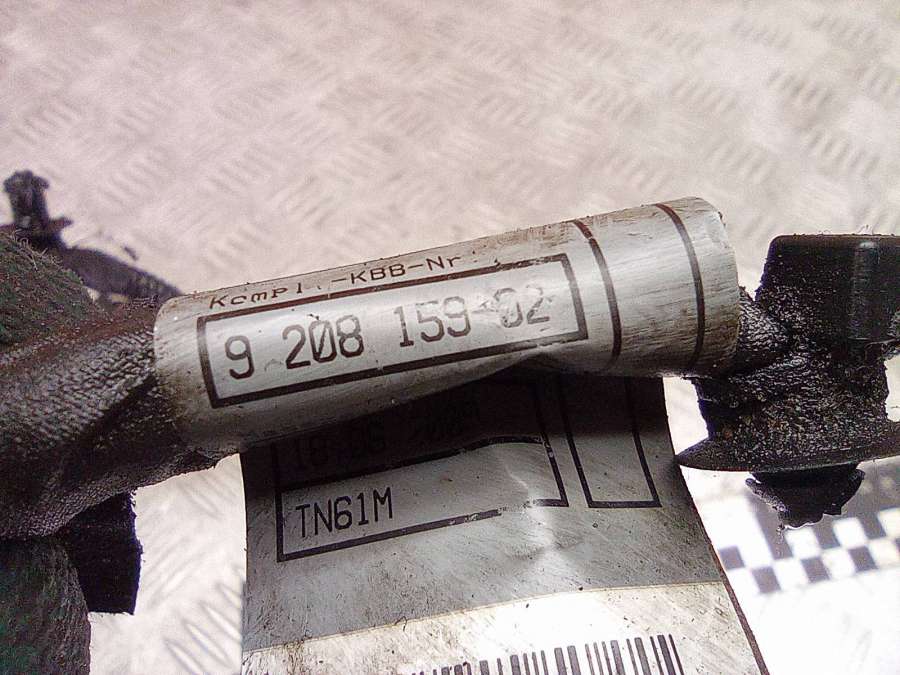 Kompl.-KBB-Nr
9 208 159-02
TN61M